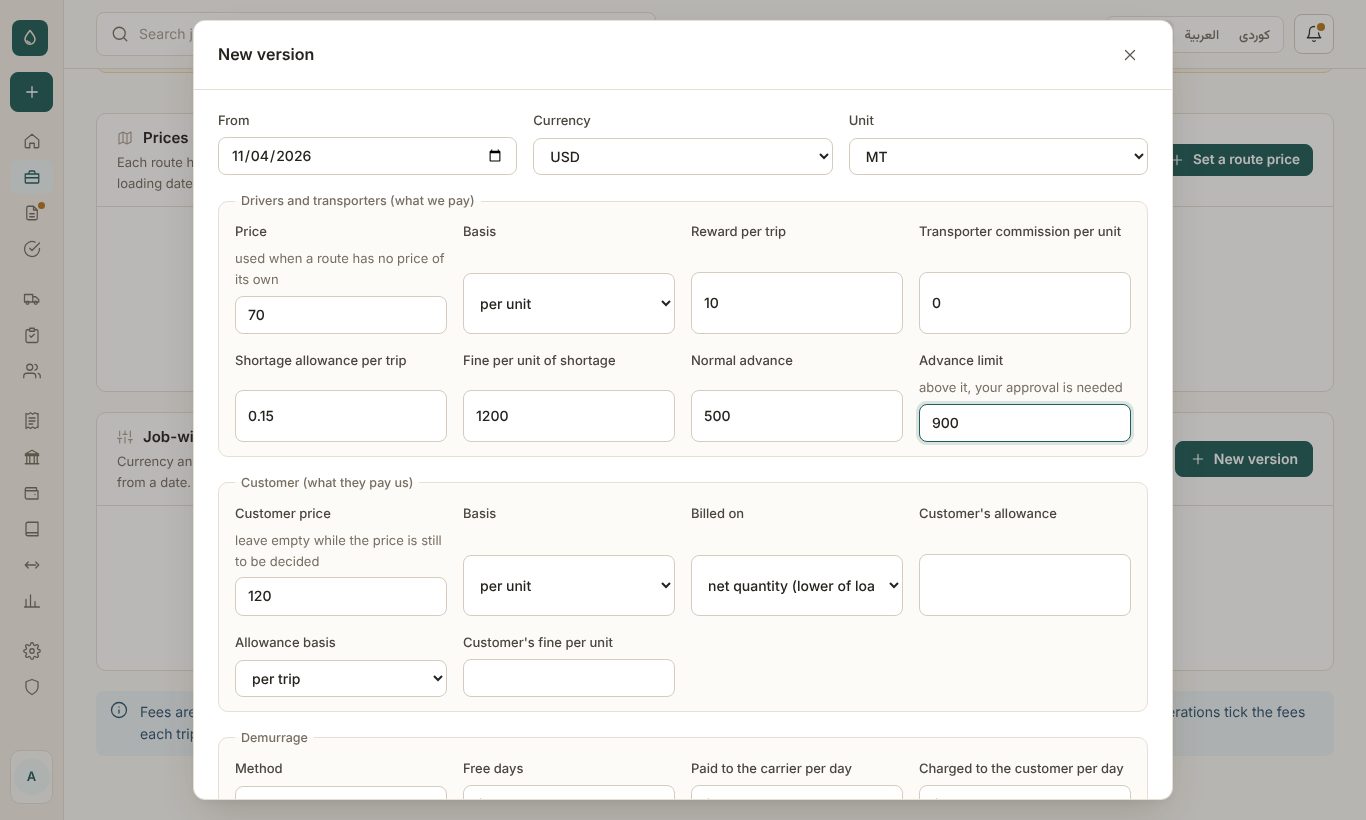 Search j
العربية
كوردی
New version
From
Currency
Unit
11/04/2026
USD
MT
Drivers and transporters (what we pay)
Price
Basis
Reward per trip
Transporter commission per unit
used when a route has no price of
its own
70
per unit
10
0
Shortage allowance per trip
Fine per unit of shortage
Normal advance
Advance limit
above it, your approval is needed
0.15
1200
500
900
Customer (what they pay us)
Customer price
Basis
Billed on
Customer's allowance
leave empty while the price is still
to be decided
120
per unit
net quantity (lower of loa
Allowance basis
Customer's fine per unit
per trip
Demurrage
Method
Free days
Paid to the carrier per day
Charged to the customer per day
Prices
Each route h
loading date
+ Set a route price
Job-wi
Currency an
from a date.
+ New version
Fees are
each trip
erations tick the fees
A